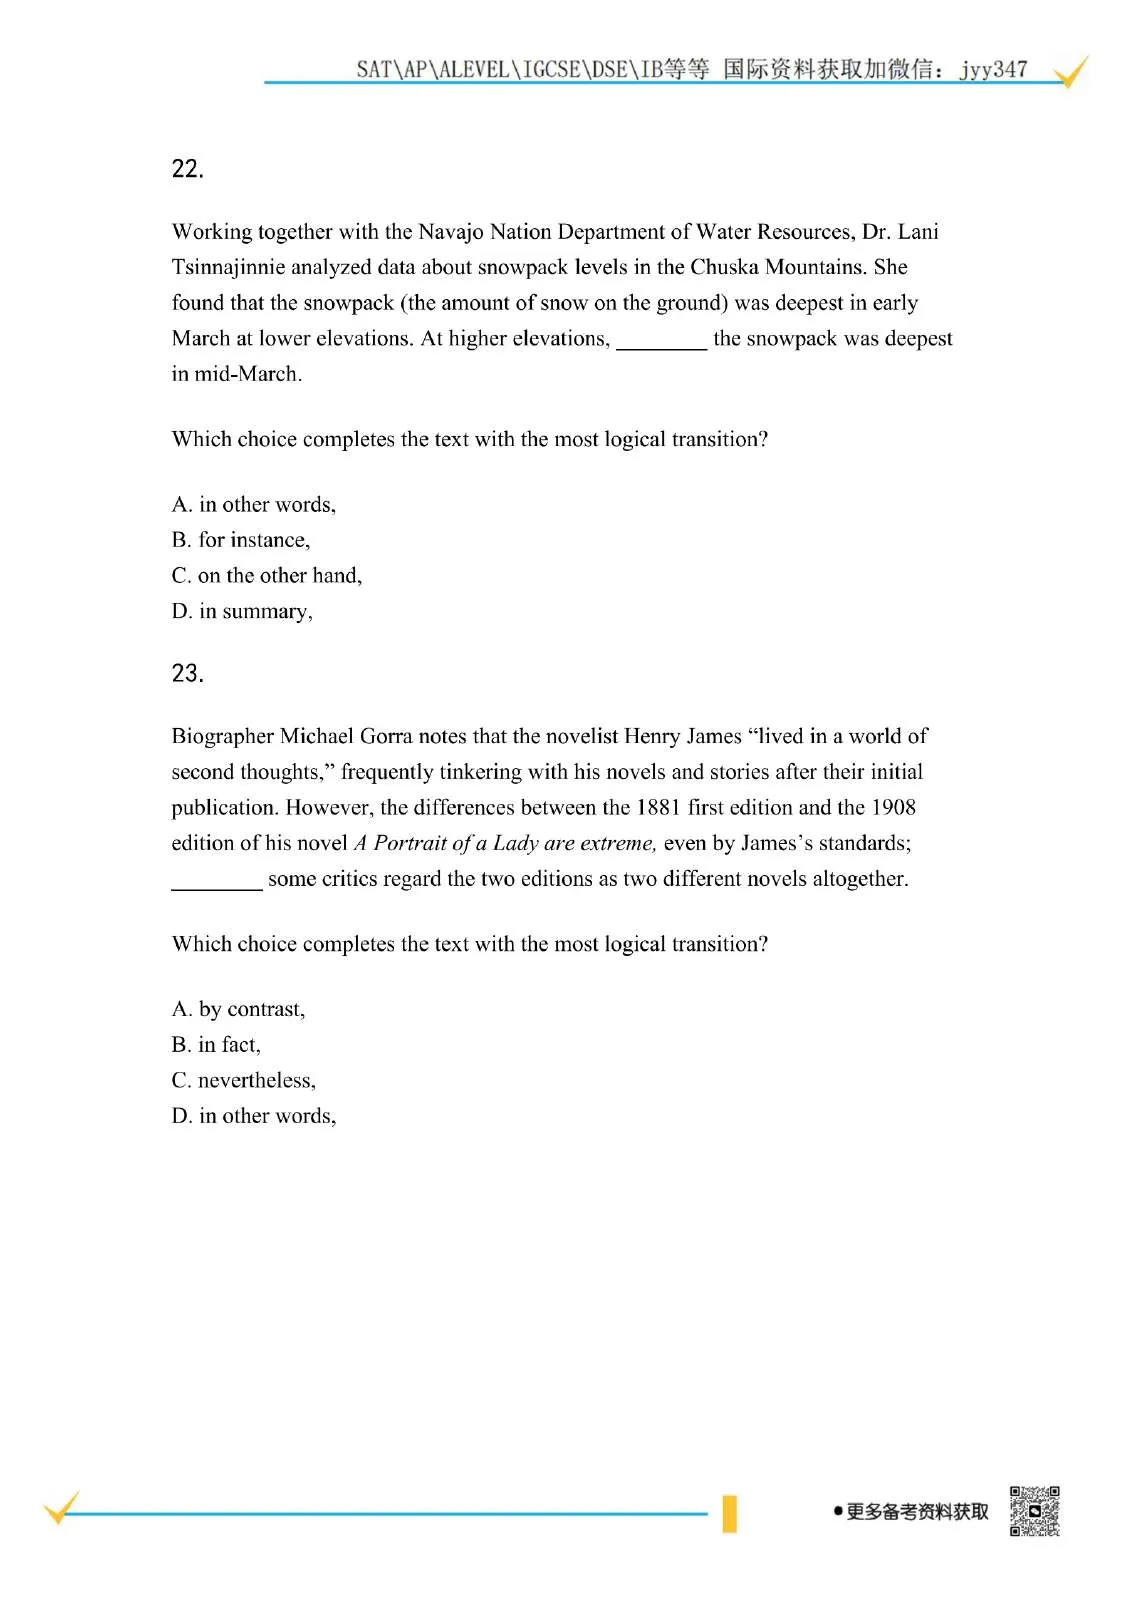 SAT\AP\ALEVEL\IGCSE\DSE\IB等等 国际资料获取加微信：jyy347
22.
Working together with the Navajo Nation Department of Water Resources, Dr. Lani
Tsinnajinnie analyzed data about snowpack levels in the Chuska Mountains. She
found that the snowpack (the amount of snow on the ground) was deepest in early
March at lower elevations. At higher elevations, ________ the snowpack was deepest
in mid-March.
Which choice completes the text with the most logical transition?
A. in other words,
B. for instance,
C. on the other hand,
D. in summary,
23.
Biographer Michael Gorra notes that the novelist Henry James “lived in a world of
second thoughts,” frequently tinkering with his novels and stories after their initial
publication. However, the differences between the 1881 first edition and the 1908
edition of his novel A Portrait of a Lady are extreme, even by James’s standards;
________ some critics regard the two editions as two different novels altogether.
Which choice completes the text with the most logical transition?
A. by contrast,
B. in fact,
C. nevertheless,
D. in other words,
●更多备考资料获取